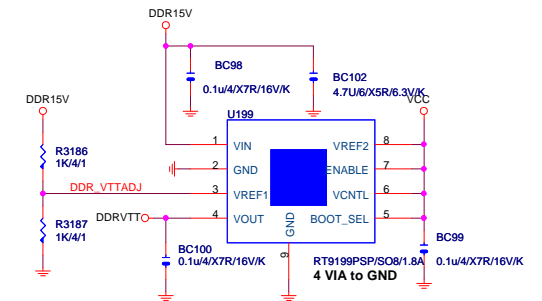 DDR15V
BC98
0.1u/4/X7R/16V/K
BC102
4.7U/6/X5R/6.3V/K
DDR15V
VCC
U199
R3186
1K/4/1
1 VIN VREF2 8
2 GND ENABLE 7
DDR_VTTADJ 3 VREF1 VCNTL 6
DDRVTT 4 VOUT BOOT_SEL 5
GND
9
R3187
1K/4/1
BC100
0.1u/4/X7R/16V/K
BC99
0.1u/4/X7R/16V/K
RT9199PSP/SO8/1.8A
4 VIA to GND